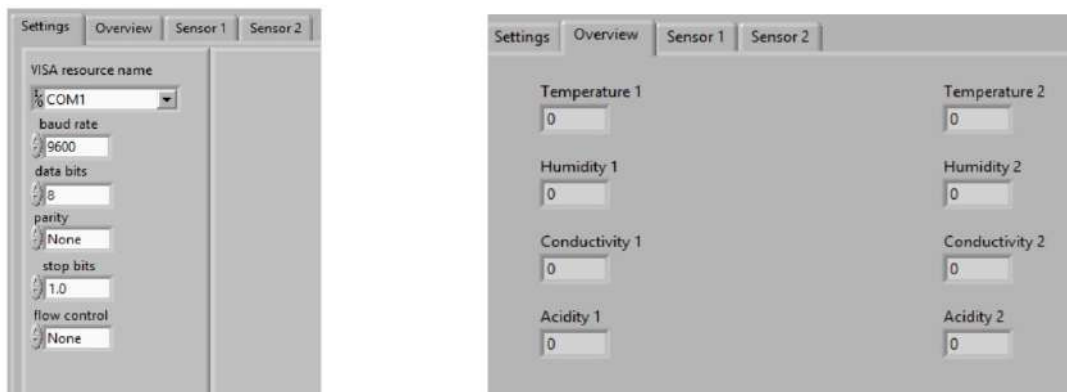 Settings Overview Sensor 1 Sensor 2
VISA resource name
COM1
baud rate
9600
data bits
8
parity
None
stop bits
1.0
flow control
None
Settings Overview Sensor 1 Sensor 2
Temperature 1 Temperature 2
0 0
Humidity 1 Humidity 2
0 0
Conductivity 1 Conductivity 2
0 0
Acidity 1 Acidity 2
0 0